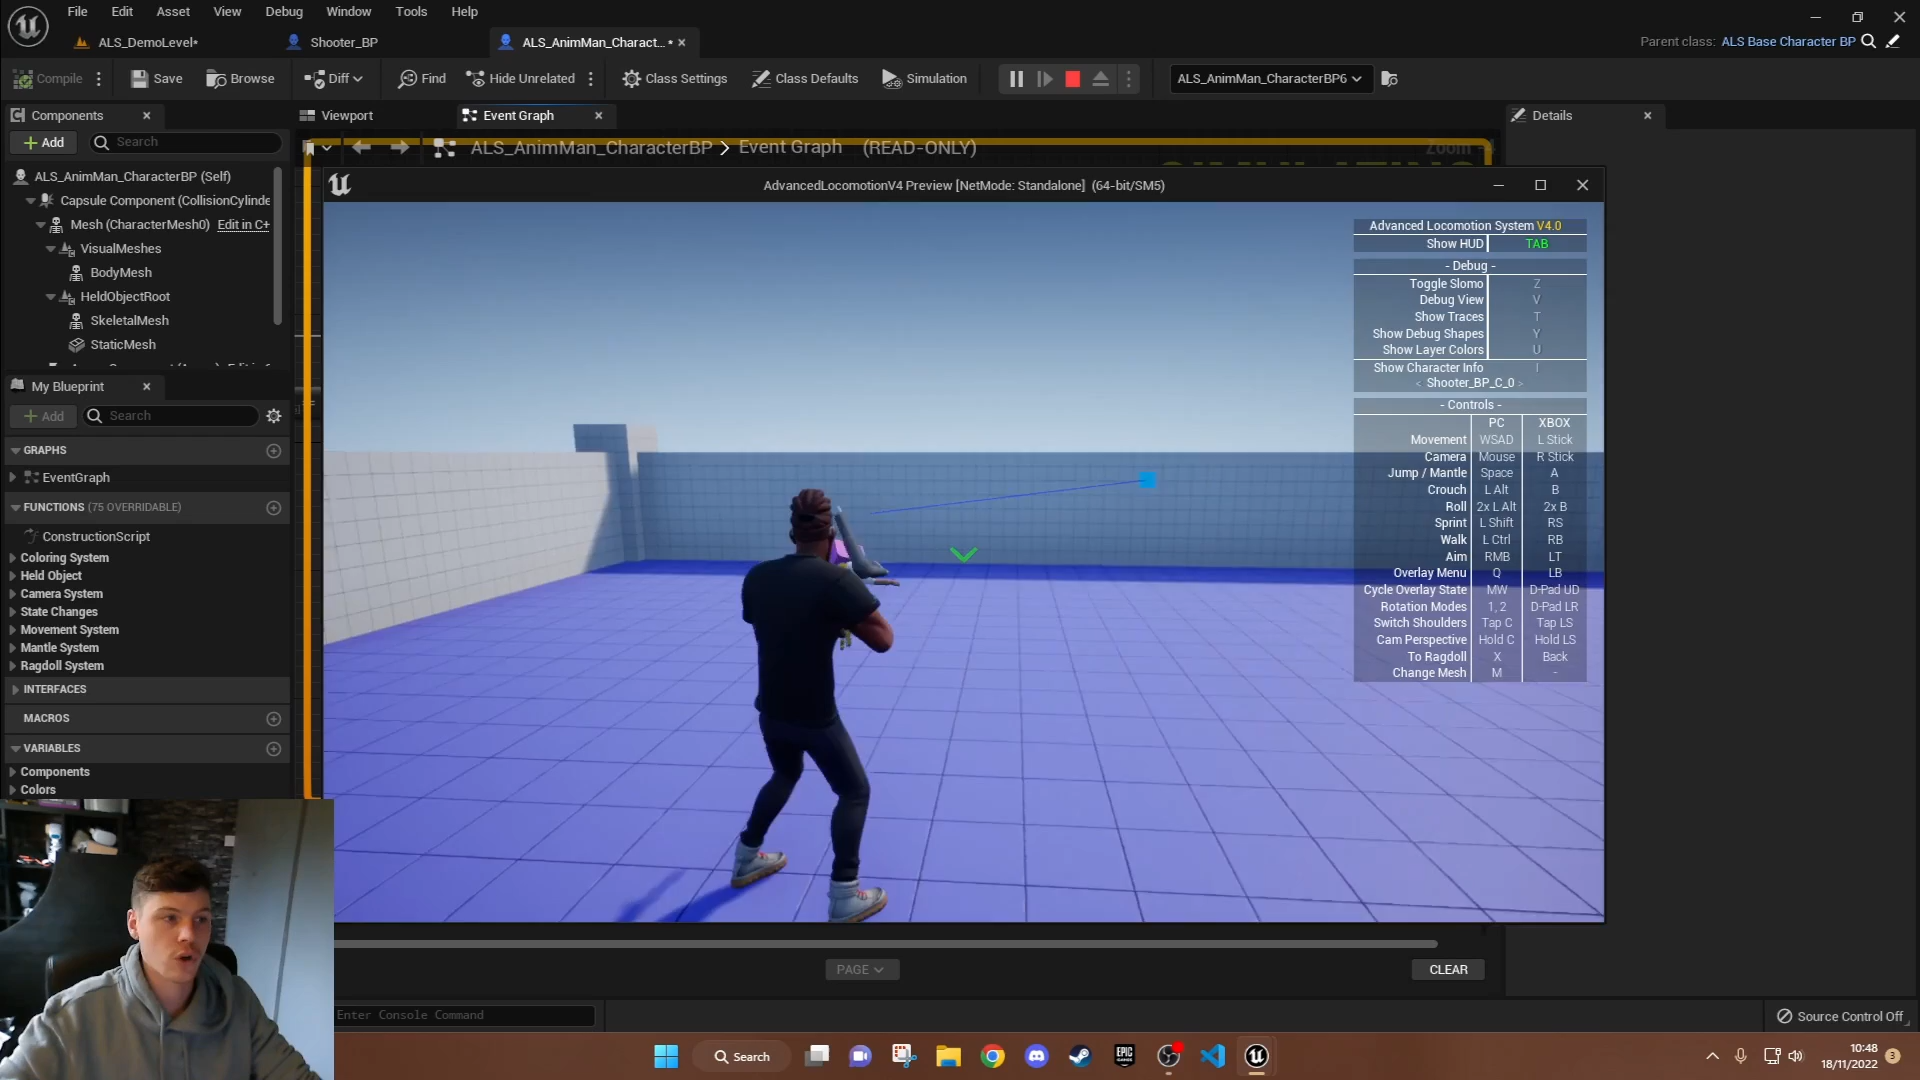 File Edit Asset View Debug Window Tools Help
ALS_DemoLevel* Shooter_BP ALS_AnimMan_Charact... *
Parent class: ALS Base Character BP
Compile Save Browse Diff Find Hide Unrelated Class Settings Class Defaults Simulation ALS_AnimMan_CharacterBP6
Components Viewport Event Graph Details
Add Search
ALS_AnimMan_CharacterBP > Event Graph (READ-ONLY)
Zoom -4
SIMULATING
ALS_AnimMan_CharacterBP (Self)
Capsule Component (CollisionCylinde
Mesh (CharacterMesh0) Edit in C+
VisualMeshes
BodyMesh
HeldObjectRoot
SkeletalMesh
StaticMesh
My Blueprint
Add Search
GRAPHS
EventGraph
FUNCTIONS (75 OVERRIDABLE)
ConstructionScript
Coloring System
Held Object
Camera System
State Changes
Movement System
Mantle System
Ragdoll System
INTERFACES
MACROS
VARIABLES
Components
Colors
AdvancedLocomotionV4 Preview [NetMode: Standalone] (64-bit/SM5)
Advanced Locomotion System V4.0
Show HUD TAB
- Debug -
Toggle Slomo Z
Debug View V
Show Traces T
Show Debug Shapes Y
Show Layer Colors U
Show Character Info I
< Shooter_BP_C_0 >
- Controls -
PC XBOX
Movement WSAD L Stick
Camera Mouse R Stick
Jump / Mantle Space A
Crouch L Alt B
Roll 2x L Alt 2x B
Sprint L Shift RS
Walk L Ctrl RB
Aim RMB LT
Overlay Menu Q LB
Cycle Overlay State MW D-Pad UD
Rotation Modes 1, 2 D-Pad LR
Switch Shoulders Tap C Tap LS
Cam Perspective Hold C Hold LS
To Ragdoll X Back
Change Mesh M -
PAGE CLEAR
Enter Console Command
Source Control Off
Search
EPIC GAMES
10:48
18/11/2022
3